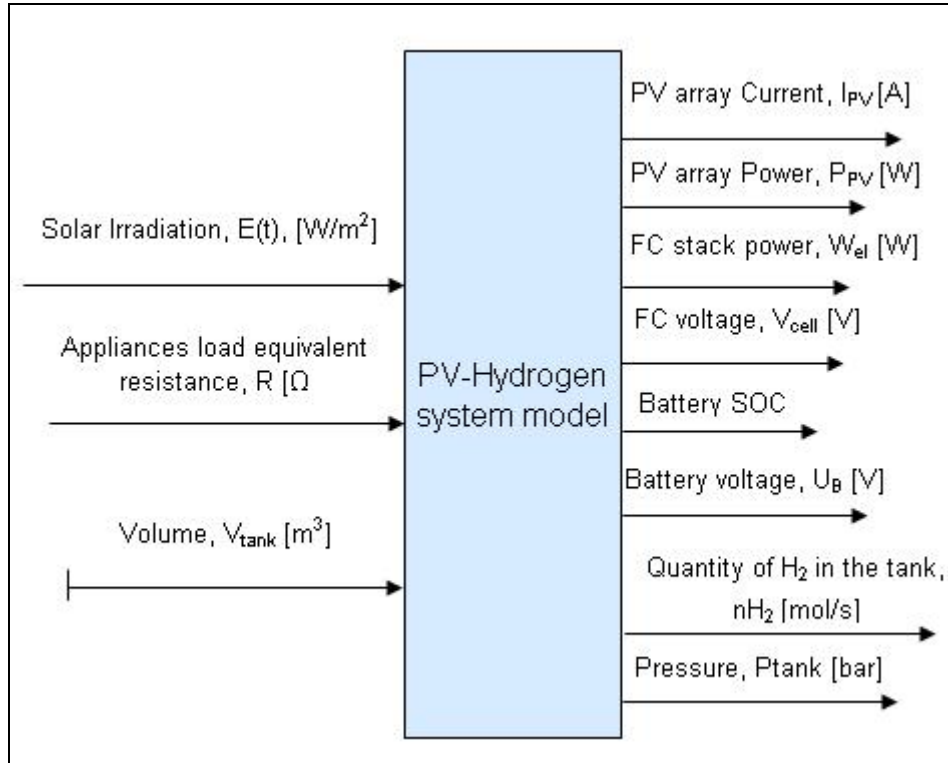 Solar Irradiation, E(t), [W/m²]
Appliances load equivalent
resistance, R [Ω
Volume, Vtank [m³]
PV-Hydrogen
system model
PV array Current, IPV [A]
PV array Power, PPV [W]
FC stack power, Wel [W]
FC voltage, Vcell [V]
Battery SOC
Battery voltage, UB [V]
Quantity of H₂ in the tank,
nH₂ [mol/s]
Pressure, Ptank [bar]